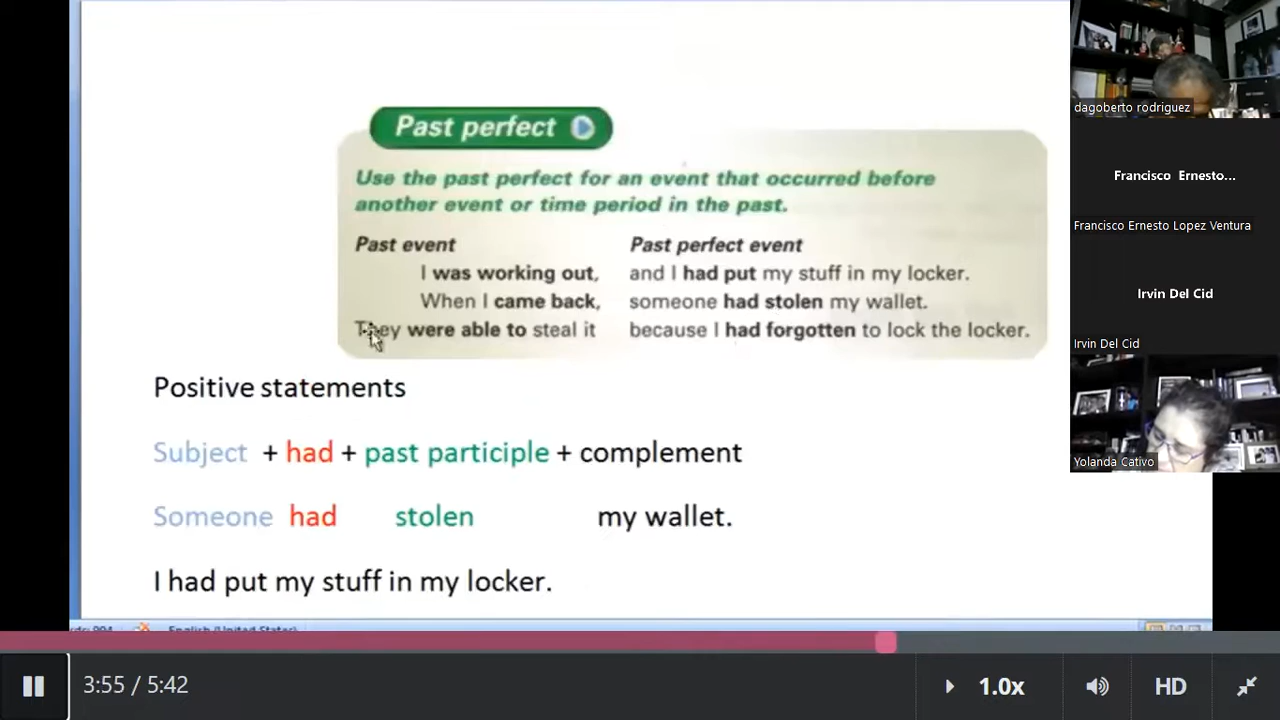 Past perfect
Use the past perfect for an event that occurred before
another event or time period in the past.
Past event Past perfect event
I was working out, and I had put my stuff in my locker.
When I came back, someone had stolen my wallet.
They were able to steal it because I had forgotten to lock the locker.
Positive statements
Subject + had + past participle + complement
Someone had stolen my wallet.
I had put my stuff in my locker.
English (United States)
dagoberto rodriguez
Francisco Ernesto...
Francisco Ernesto Lopez Ventura
Irvin Del Cid
Irvin Del Cid
Yolanda Cativo
3:55 / 5:42
1.0x
HD